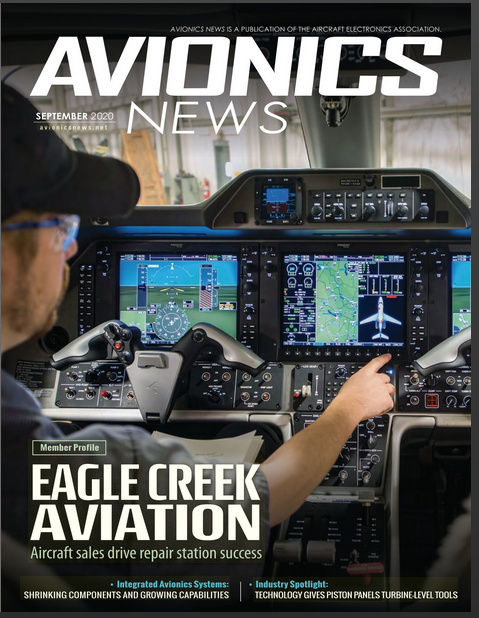 AVIONICS NEWS IS A PUBLICATION OF THE AIRCRAFT ELECTRONICS ASSOCIATION.
AVIONICS
NEWS
SEPTEMBER 2020
avionicsnews.net
Member Profile
EAGLE CREEK
AVIATION
Aircraft sales drive repair station success
• Integrated Avionics Systems:
SHRINKING COMPONENTS AND GROWING CAPABILITIES
• Industry Spotlight:
TECHNOLOGY GIVES PISTON PANELS TURBINE-LEVEL TOOLS